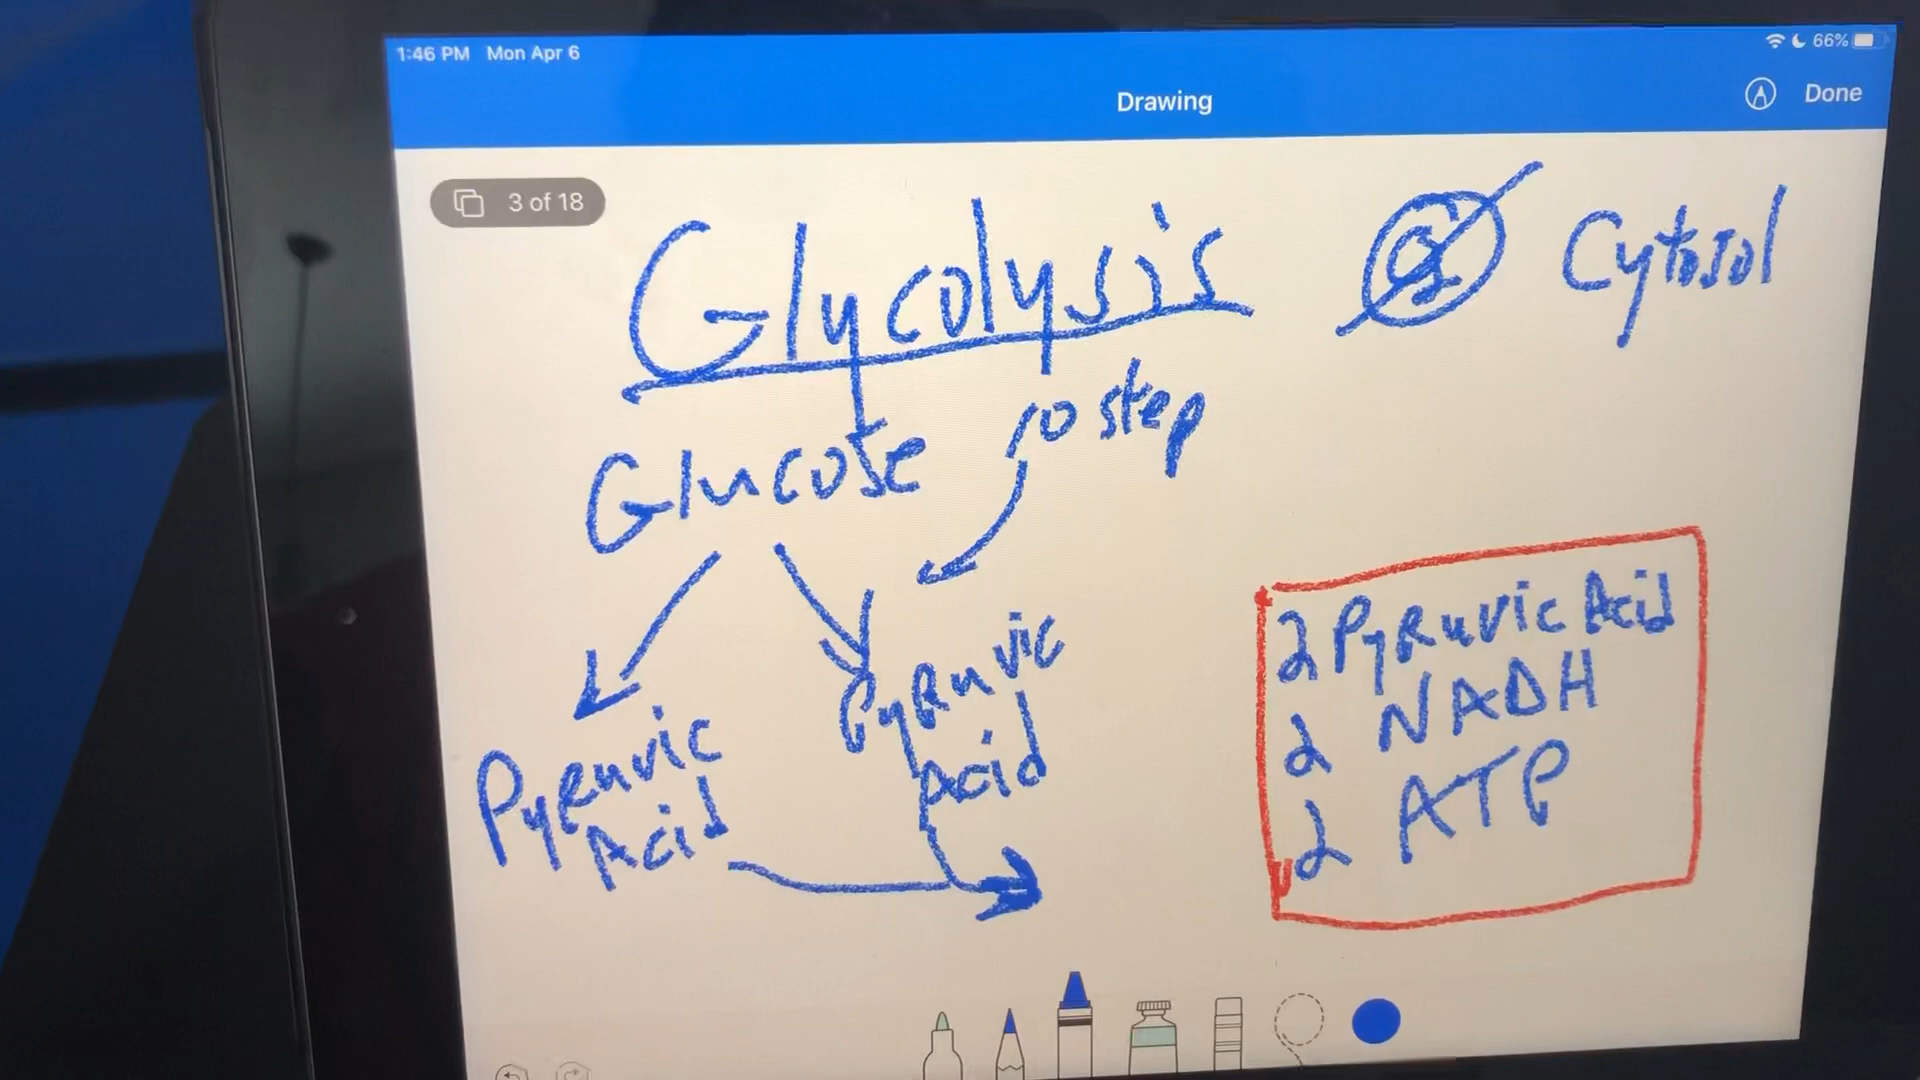 1:46 PM Mon Apr 6
66%
Drawing
Done
3 of 18
Glycolysis
O2
Cytosol
10 step
Glucose
Pyruvic
Acid
Pyruvic
Acid
2 Pyruvic Acid
2 NADH
2 ATP